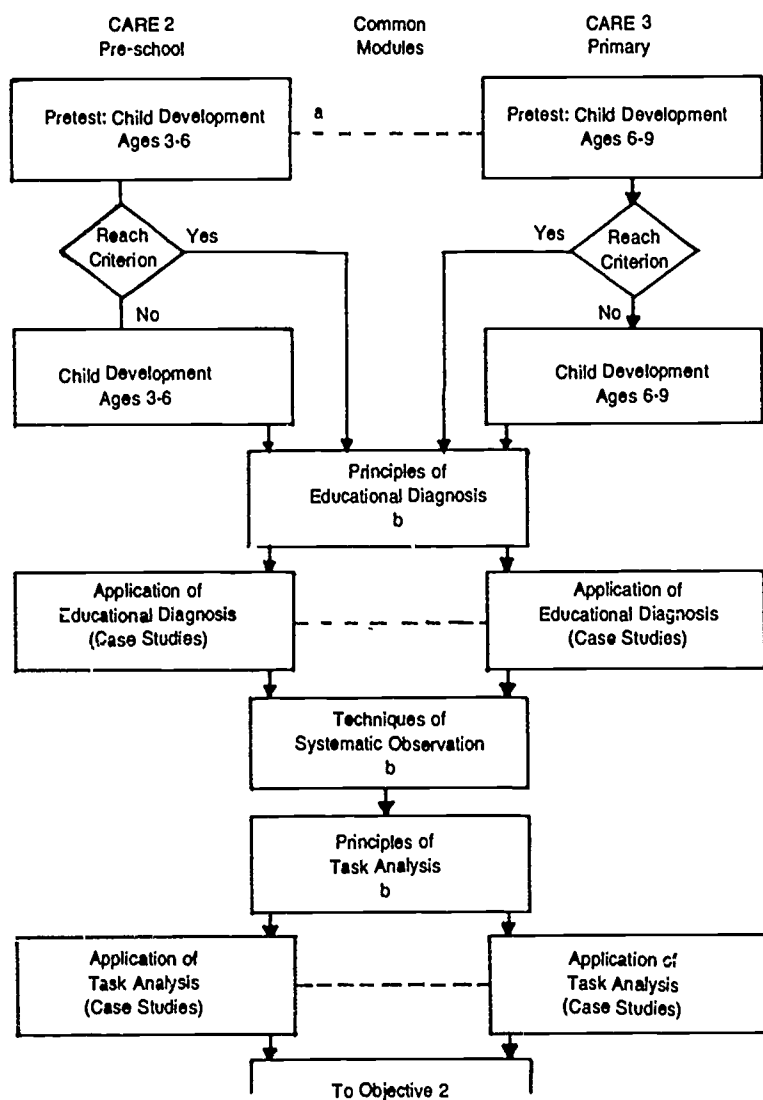 CARE 2
Pre-school
Common
Modules
CARE 3
Primary
Pretest: Child Development
Ages 3-6
a
Pretest: Child Development
Ages 6-9
Reach
Criterion
Yes
No
Yes
Reach
Criterion
No
Child Development
Ages 3-6
Child Development
Ages 6-9
Principles of
Educational Diagnosis
b
Application of
Educational Diagnosis
(Case Studies)
Application of
Educational Diagnosis
(Case Studies)
Techniques of
Systematic Observation
b
Principles of
Task Analysis
b
Application of
Task Analysis
(Case Studies)
Application of
Task Analysis
(Case Studies)
To Objective 2